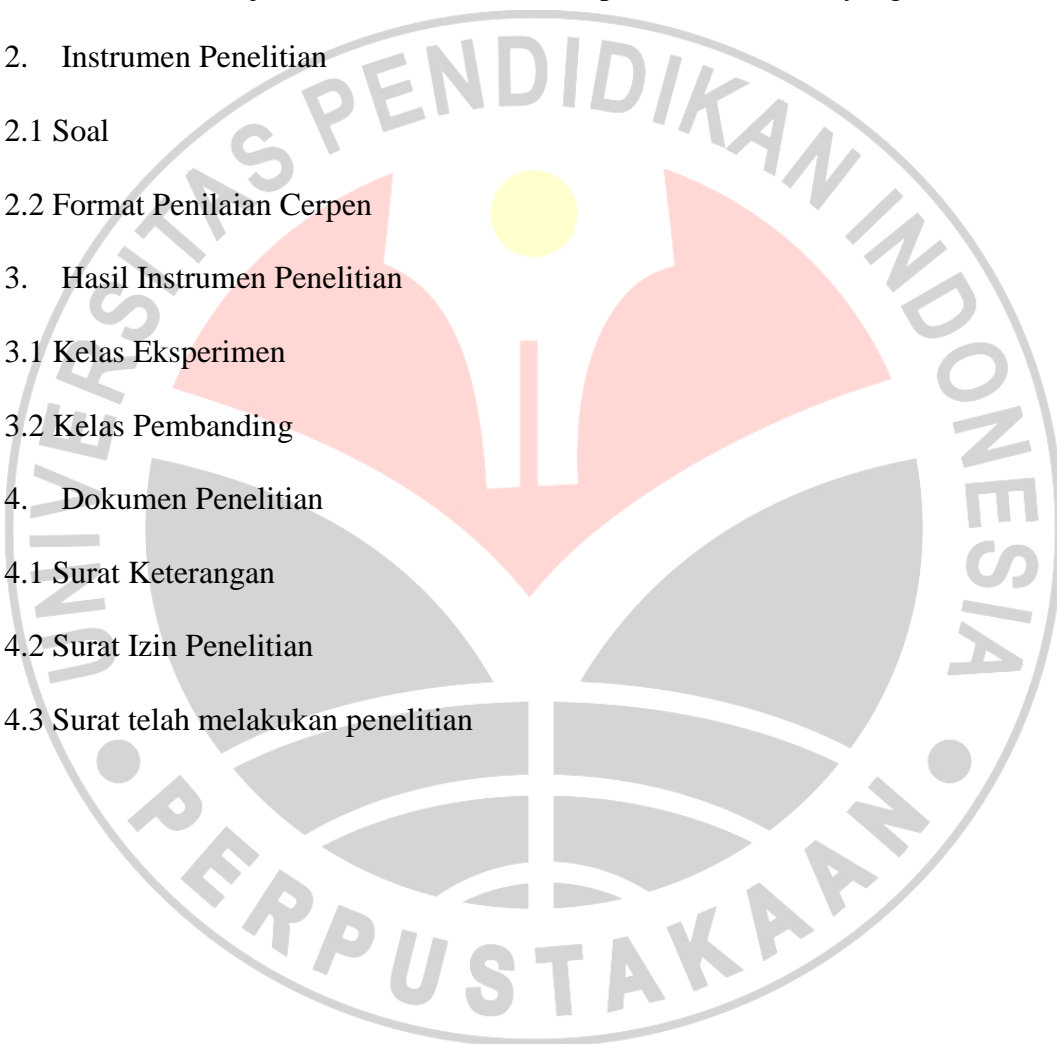 2. Instrumen Penelitian
2.1 Soal
2.2 Format Penilaian Cerpen
3. Hasil Instrumen Penelitian
3.1 Kelas Eksperimen
3.2 Kelas Pembanding
4. Dokumen Penelitian
4.1 Surat Keterangan
4.2 Surat Izin Penelitian
4.3 Surat telah melakukan penelitian
UNIVERSITAS PENDIDIKAN INDONESIA
PERPUSTAKAAN